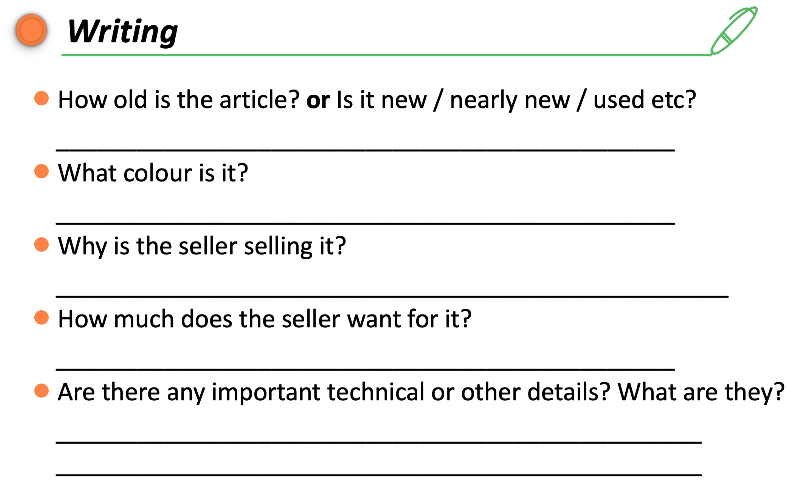 Writing
How old is the article? or Is it new / nearly new / used etc?
What colour is it?
Why is the seller selling it?
How much does the seller want for it?
Are there any important technical or other details? What are they?